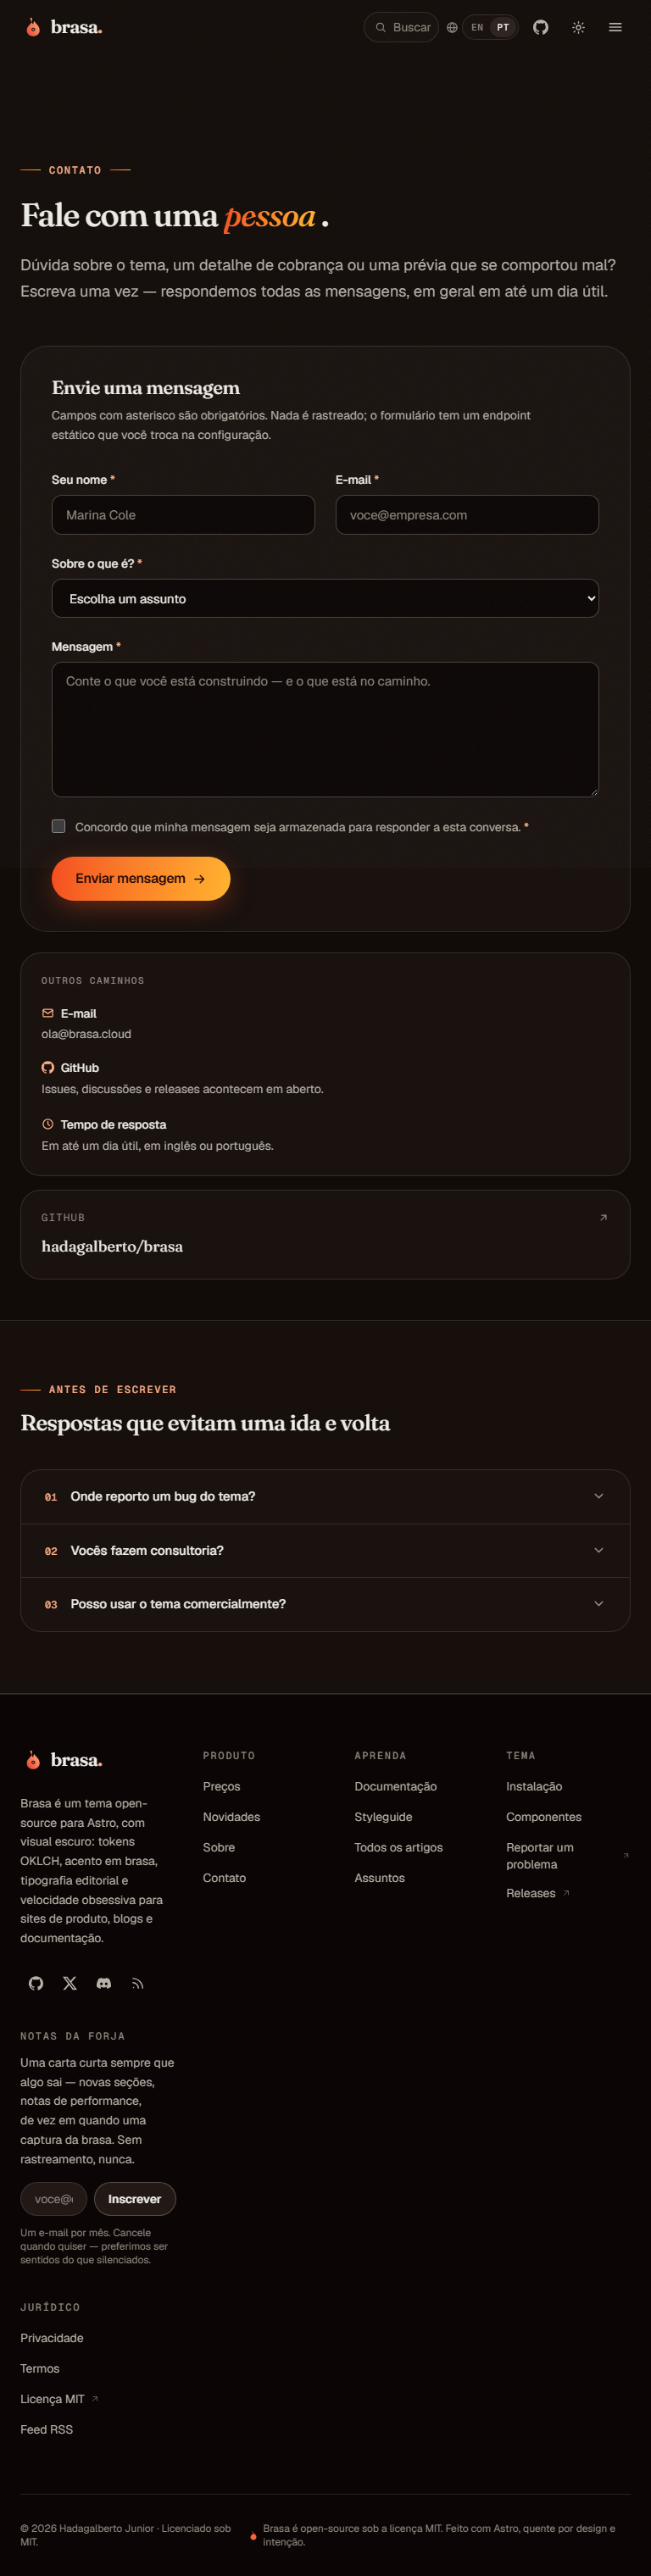 brasa.
Buscar
EN PT
CONTATO
Fale com uma pessoa .
Dúvida sobre o tema, um detalhe de cobrança ou uma prévia que se comportou mal?
Escreva uma vez — respondemos todas as mensagens, em geral em até um dia útil.
Envie uma mensagem
Campos com asterisco são obrigatórios. Nada é rastreado; o formulário tem um endpoint
estático que você troca na configuração.
Seu nome * E-mail *
Marina Cole voce@empresa.com
Sobre o que é? *
Escolha um assunto
Mensagem *
Conte o que você está construindo — e o que está no caminho.
Concordo que minha mensagem seja armazenada para responder a esta conversa. *
Enviar mensagem →
OUTROS CAMINHOS
E-mail
ola@brasa.cloud
GitHub
Issues, discussões e releases acontecem em aberto.
Tempo de resposta
Em até um dia útil, em inglês ou português.
GITHUB
hadagalberto/brasa
ANTES DE ESCREVER
Respostas que evitam uma ida e volta
01 Onde reporto um bug do tema?
02 Vocês fazem consultoria?
03 Posso usar o tema comercialmente?
brasa.
Brasa é um tema open-
source para Astro, com
visual escuro: tokens
OKLCH, acento em brasa,
tipografia editorial e
velocidade obsessiva para
sites de produto, blogs e
documentação.
PRODUTO
Preços
Novidades
Sobre
Contato
APRENDA
Documentação
Styleguide
Todos os artigos
Assuntos
TEMA
Instalação
Componentes
Reportar um
problema
Releases
NOTAS DA FORJA
Uma carta curta sempre que
algo sai — novas seções,
notas de performance,
de vez em quando uma
captura da brasa. Sem
rastreamento, nunca.
voce@ Inscrever
Um e-mail por mês. Cancele
quando quiser — preferimos ser
sentidos do que silenciados.
JURÍDICO
Privacidade
Termos
Licença MIT
Feed RSS
© 2026 Hadagalberto Junior · Licenciado sob
MIT.
Brasa é open-source sob a licença MIT. Feito com Astro, quente por design e
intenção.